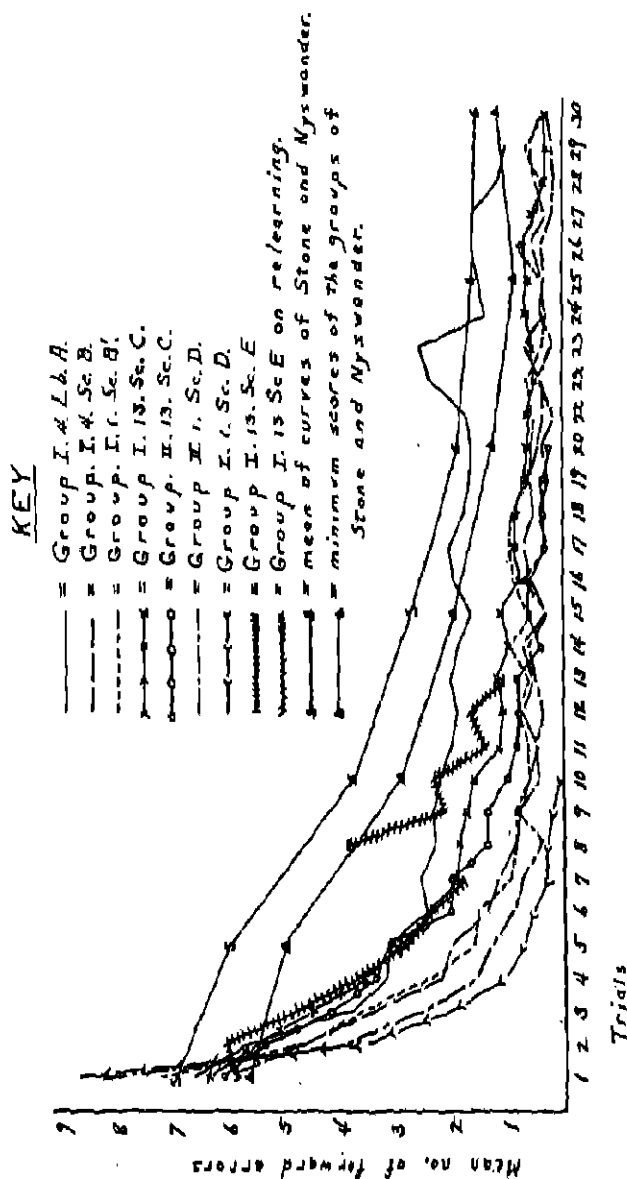 KEY
= Group I. 4. Lb. A.
= Group. I. 4. Sc. B.
= Group I. 1. Sc. B'.
= Group I. 13. Sc. C.
= Group. II. 13. Sc. C.
= Group II. 1. Sc. D.
= Group I. 1. Sc. D.
= Group I. 13. Sc. E
= Group I. 13 Sc E on relearning.
= mean of curves of Stone and Nyswander.
= minimum scores of the groups of
Stone and Nyswander.
Mean no. of forward errors
9
8
7
6
5
4
3
2
1
1 2 3 4 5 6 7 8 9 10 11 12 13 14 15 16 17 18 19 20 22 22 23 24 25 26 27 28 29 30
Trials